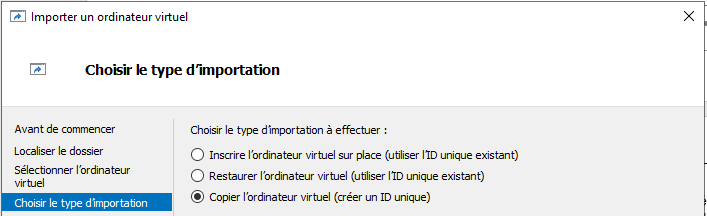 Importer un ordinateur virtuel
Choisir le type d'importation
Avant de commencer
Localiser le dossier
Sélectionner l'ordinateur
virtuel
Choisir le type d'importation
Choisir le type d'importation à effectuer :
Inscrire l'ordinateur virtuel sur place (utiliser l'ID unique existant)
Restaurer l'ordinateur virtuel (utiliser l'ID unique existant)
Copier l'ordinateur virtuel (créer un ID unique)